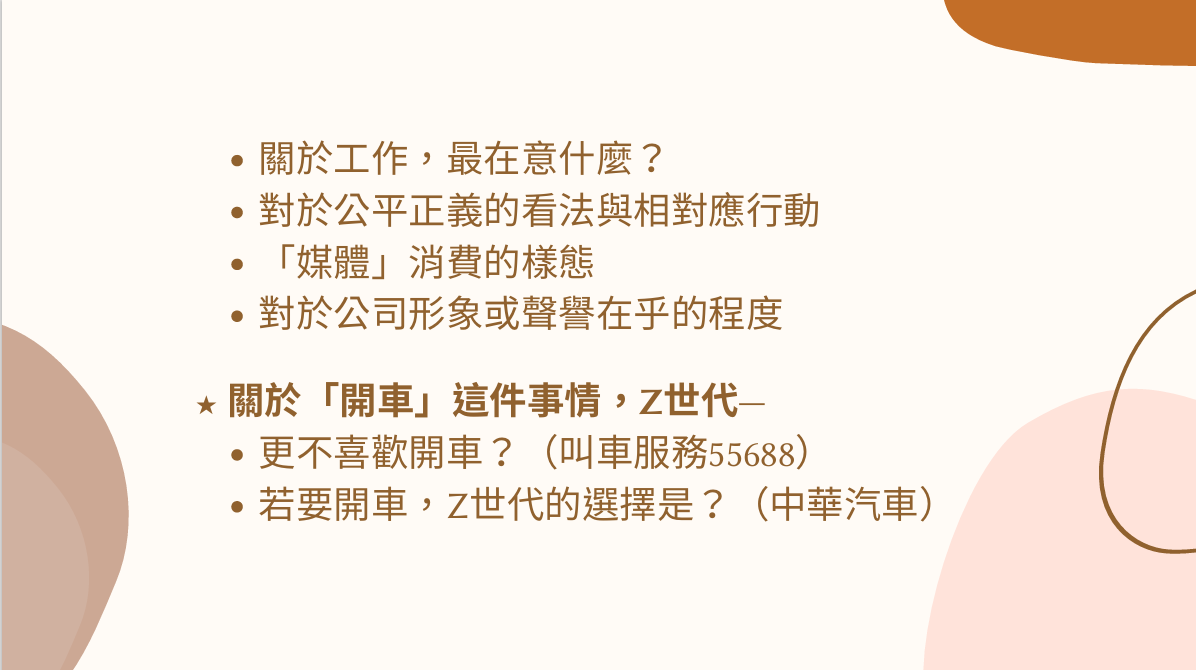 • 關於工作，最在意什麼？
• 對於公平正義的看法與相對應行動
• 「媒體」消費的樣態
• 對於公司形象或聲譽在乎的程度
★ 關於「開車」這件事情，Z世代—
• 更不喜歡開車？（叫車服務55688）
• 若要開車，Z世代的選擇是？（中華汽車）